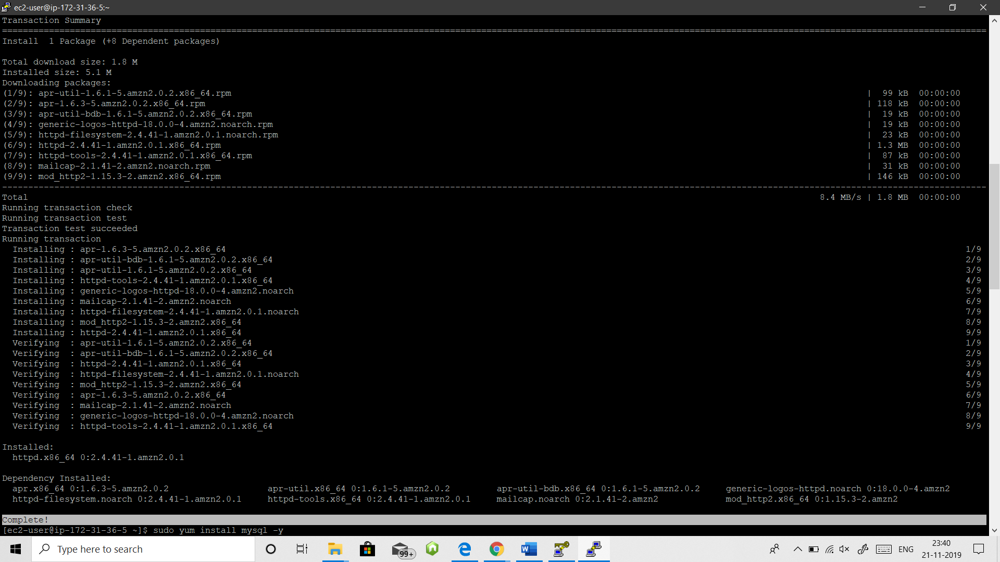 ec2-user@ip-172-31-36-5:~
Transaction Summary
================================================================================
Install  1 Package (+8 Dependent packages)
Total download size: 1.8 M
Installed size: 5.1 M
Downloading packages:
(1/9): apr-util-1.6.1-5.amzn2.0.2.x86_64.rpm | 99 kB 00:00:00
(2/9): apr-1.6.3-5.amzn2.0.2.x86_64.rpm | 118 kB 00:00:00
(3/9): apr-util-bdb-1.6.1-5.amzn2.0.2.x86_64.rpm | 19 kB 00:00:00
(4/9): generic-logos-httpd-18.0.0-4.amzn2.noarch.rpm | 19 kB 00:00:00
(5/9): httpd-filesystem-2.4.41-1.amzn2.0.1.noarch.rpm | 23 kB 00:00:00
(6/9): httpd-2.4.41-1.amzn2.0.1.x86_64.rpm | 1.3 MB 00:00:00
(7/9): httpd-tools-2.4.41-1.amzn2.0.1.x86_64.rpm | 87 kB 00:00:00
(8/9): mailcap-2.1.41-2.amzn2.noarch.rpm | 31 kB 00:00:00
(9/9): mod_http2-1.15.3-2.amzn2.x86_64.rpm | 146 kB 00:00:00
--------------------------------------------------------------------------------
Total 8.4 MB/s | 1.8 MB 00:00:00
Running transaction check
Running transaction test
Transaction test succeeded
Running transaction
Installing : apr-1.6.3-5.amzn2.0.2.x86_64 1/9
Installing : apr-util-bdb-1.6.1-5.amzn2.0.2.x86_64 2/9
Installing : apr-util-1.6.1-5.amzn2.0.2.x86_64 3/9
Installing : httpd-tools-2.4.41-1.amzn2.0.1.x86_64 4/9
Installing : generic-logos-httpd-18.0.0-4.amzn2.noarch 5/9
Installing : mailcap-2.1.41-2.amzn2.noarch 6/9
Installing : httpd-filesystem-2.4.41-1.amzn2.0.1.noarch 7/9
Installing : mod_http2-1.15.3-2.amzn2.x86_64 8/9
Installing : httpd-2.4.41-1.amzn2.0.1.x86_64 9/9
Verifying  : apr-util-1.6.1-5.amzn2.0.2.x86_64 1/9
Verifying  : apr-util-bdb-1.6.1-5.amzn2.0.2.x86_64 2/9
Verifying  : httpd-2.4.41-1.amzn2.0.1.x86_64 3/9
Verifying  : httpd-filesystem-2.4.41-1.amzn2.0.1.noarch 4/9
Verifying  : mod_http2-1.15.3-2.amzn2.x86_64 5/9
Verifying  : apr-1.6.3-5.amzn2.0.2.x86_64 6/9
Verifying  : mailcap-2.1.41-2.amzn2.noarch 7/9
Verifying  : generic-logos-httpd-18.0.0-4.amzn2.noarch 8/9
Verifying  : httpd-tools-2.4.41-1.amzn2.0.1.x86_64 9/9
Installed:
httpd.x86_64 0:2.4.41-1.amzn2.0.1
Dependency Installed:
apr.x86_64 0:1.6.3-5.amzn2.0.2 apr-util.x86_64 0:1.6.1-5.amzn2.0.2 apr-util-bdb.x86_64 0:1.6.1-5.amzn2.0.2 generic-logos-httpd.noarch 0:18.0.0-4.amzn2
httpd-filesystem.noarch 0:2.4.41-1.amzn2.0.1 httpd-tools.x86_64 0:2.4.41-1.amzn2.0.1 mailcap.noarch 0:2.1.41-2.amzn2 mod_http2.x86_64 0:1.15.3-2.amzn2
Complete!
[ec2-user@ip-172-31-36-5 ~]$ sudo yum install mysql -y
Type here to search
99+
ENG
23:40
21-11-2019